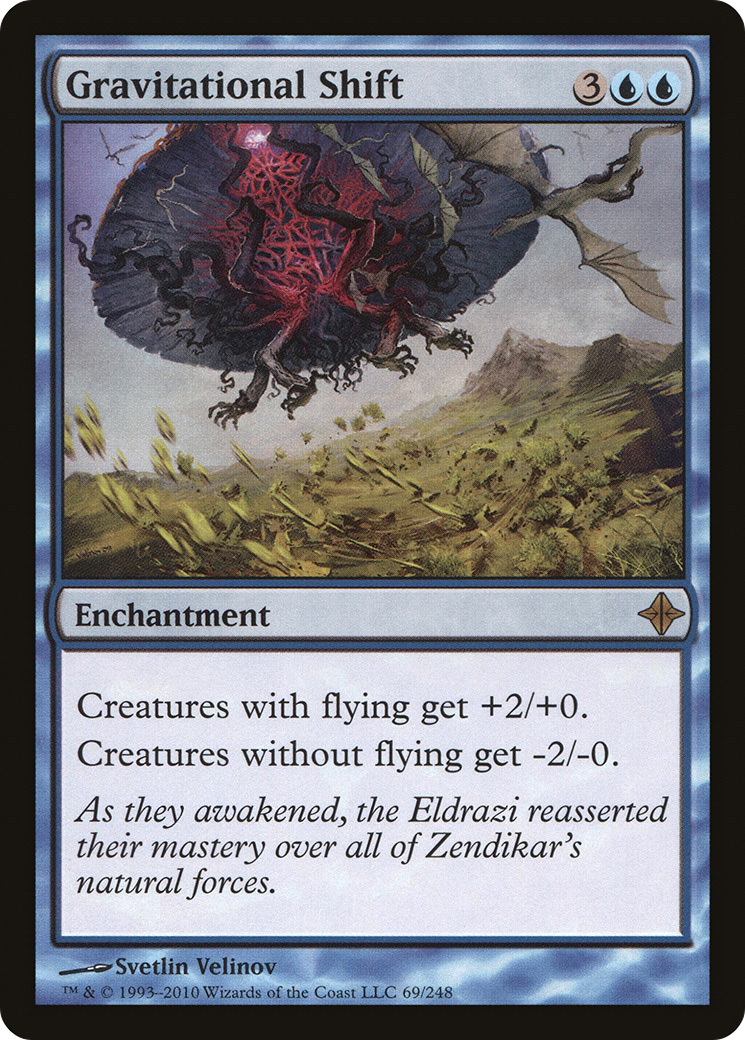 Gravitational Shift 3
Enchantment
Creatures with flying get +2/+0.
Creatures without flying get -2/-0.
As they awakened, the Eldrazi reasserted
their mastery over all of Zendikar's
natural forces.
Svetlin Velinov
™ & © 1993–2010 Wizards of the Coast LLC 69/248